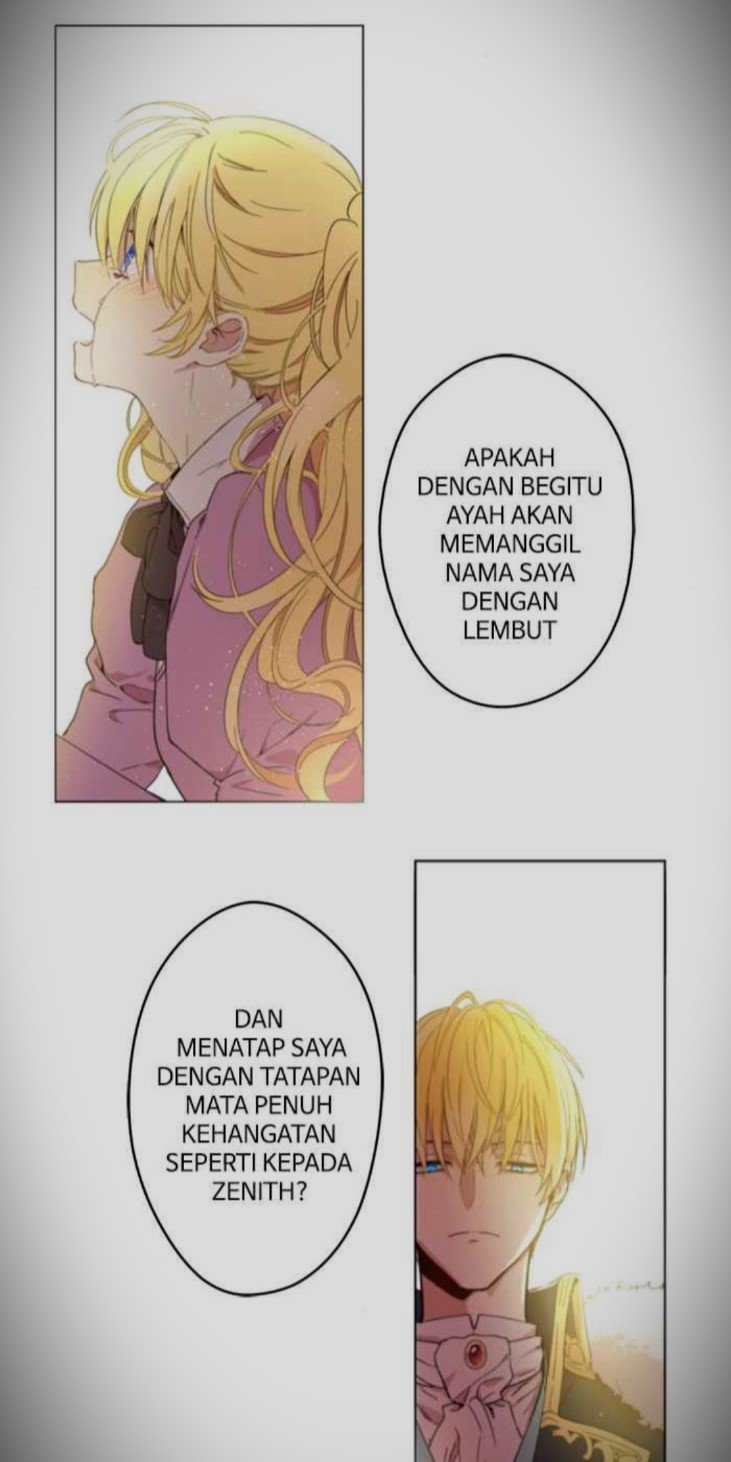 APAKAH
DENGAN BEGITU
AYAH AKAN
MEMANGGIL
NAMA SAYA
DENGAN
LEMBUT
DAN
MENATAP SAYA
DENGAN TATAPAN
MATA PENUH
KEHANGATAN
SEPERTI KEPADA
ZENITH?